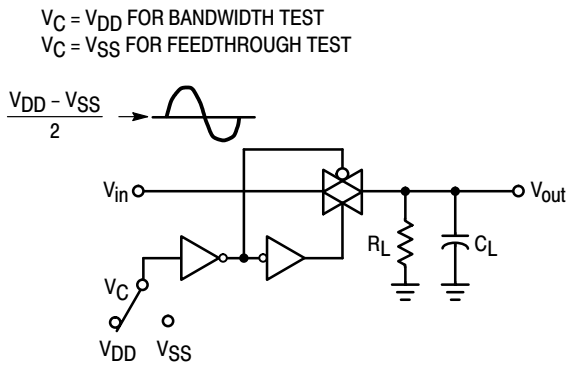 VC = VDD FOR BANDWIDTH TEST
VC = VSS FOR FEEDTHROUGH TEST
VDD – VSS
2
Vin
Vout
RL
CL
VC
VDD
VSS